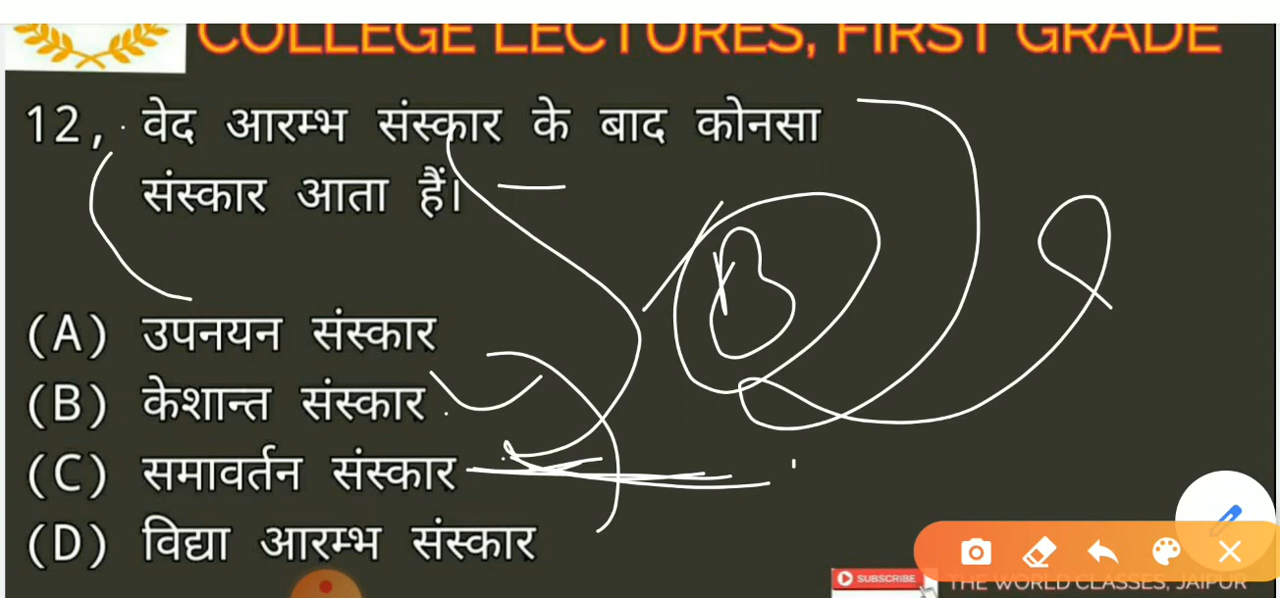 COLLEGE LECTURES, FIRST GRADE
12, वेद आरम्भ संस्कार के बाद कोनसा
संस्कार आता हैं।
B
(A) उपनयन संस्कार
(B) केशान्त संस्कार
(C) समावर्तन संस्कार
(D) विद्या आरम्भ संस्कार
SUBSCRIBE THE WORLD CLASSES, JAIPUR